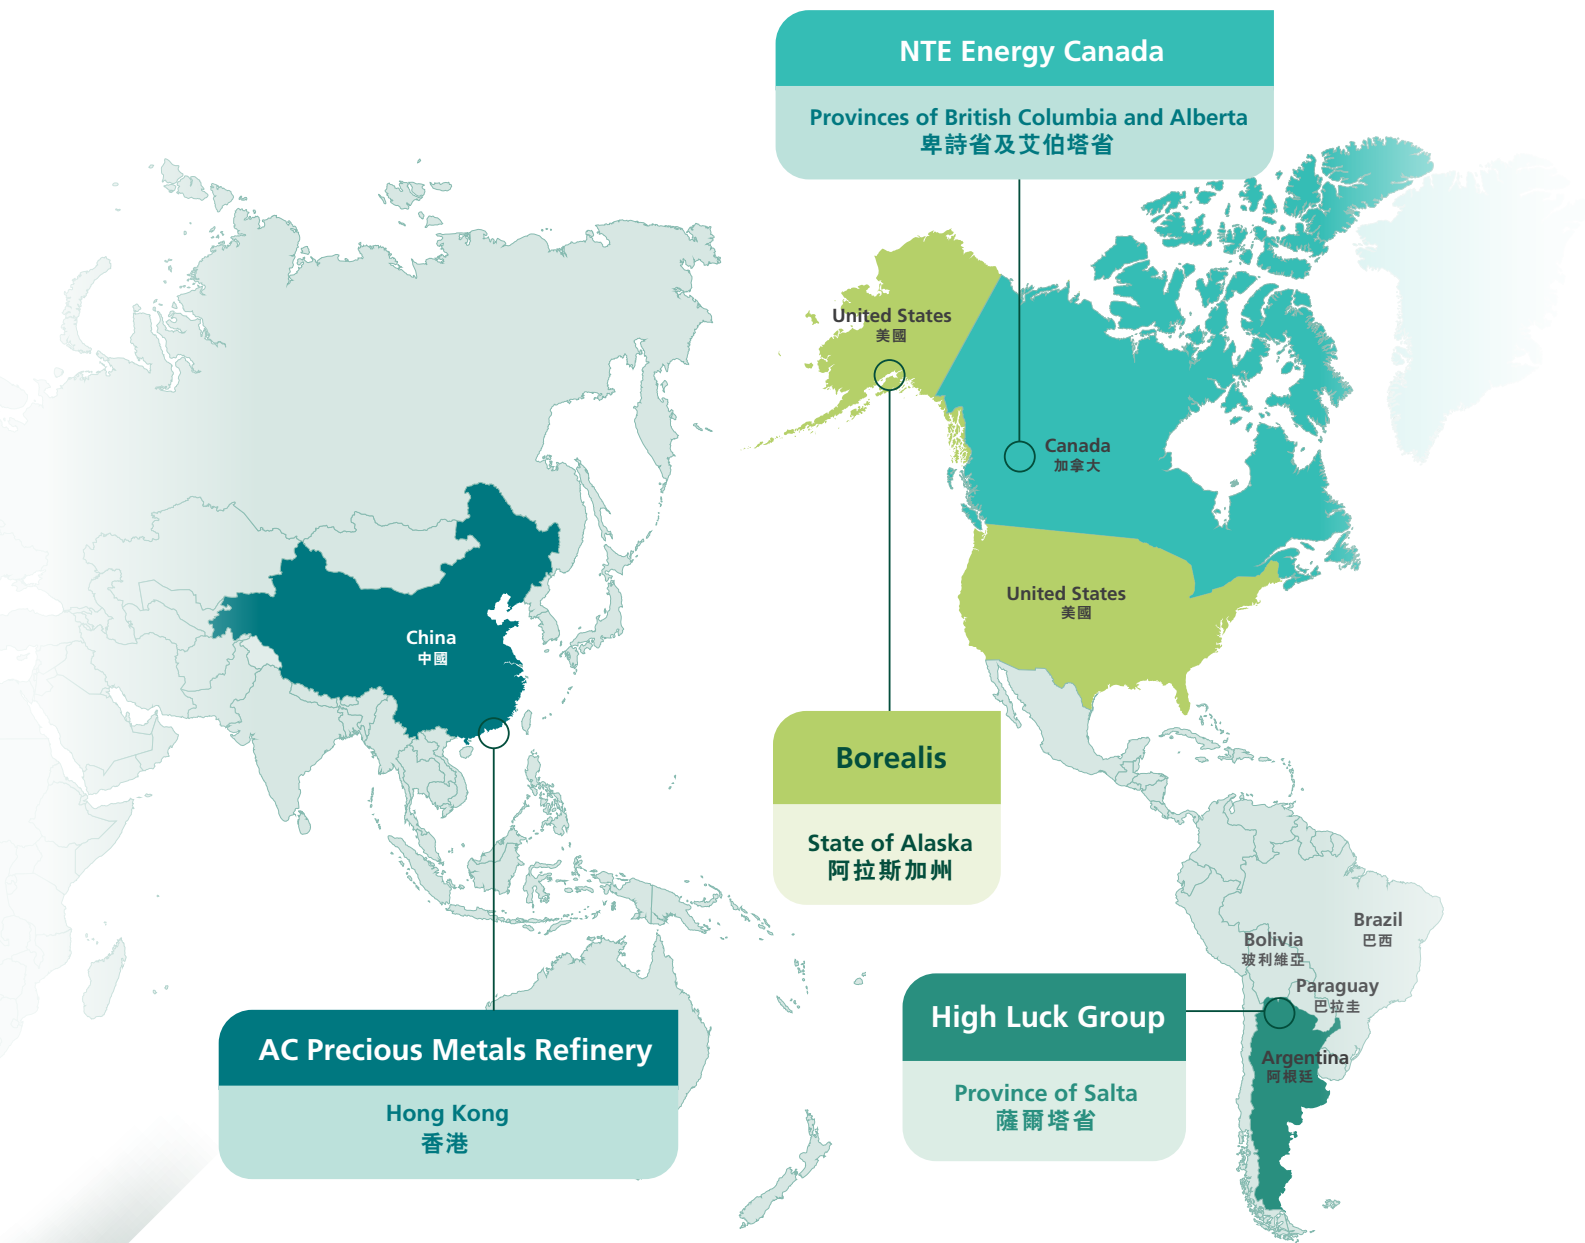 NTE Energy Canada
Provinces of British Columbia and Alberta
卑詩省及艾伯塔省
United States
美國
Canada
加拿大
United States
美國
China
中國
Borealis
State of Alaska
阿拉斯加州
Brazil
巴西
Bolivia
玻利維亞
Paraguay
巴拉圭
High Luck Group
Province of Salta
薩爾塔省
Argentina
阿根廷
AC Precious Metals Refinery
Hong Kong
香港